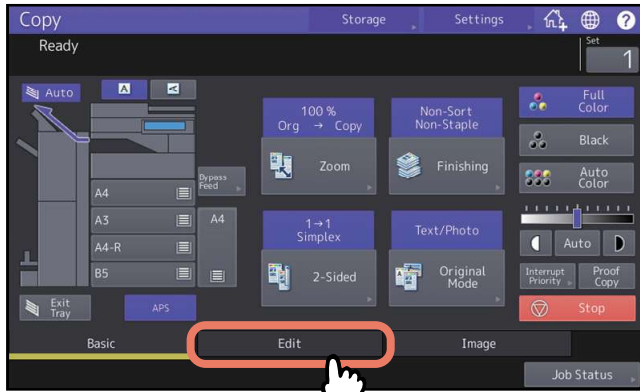 Copy
Storage
Settings
?
Ready
Set
1
Auto
A
A
100 %
Org → Copy
Zoom
Non-Sort
Non-Staple
Finishing
Full
Color
Black
Auto
Color
A4
A3
A4-R
B5
Bypass
Feed
A4
1→1
Simplex
2-Sided
Text/Photo
Original
Mode
Auto
Interrupt
Priority
Proof
Copy
Exit
Tray
APS
Stop
Basic
Edit
Image
Job Status